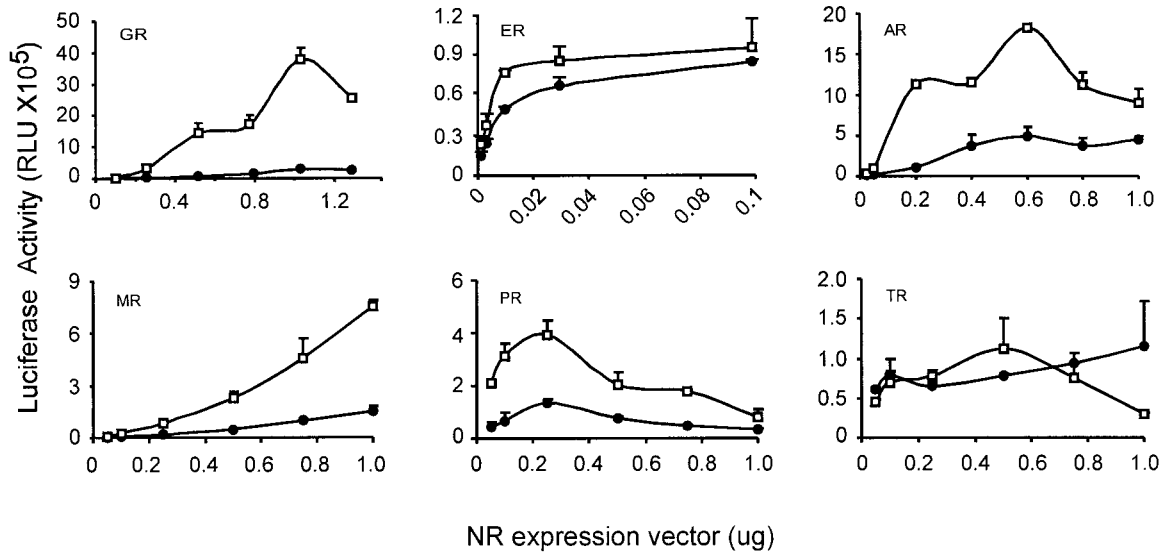 Luciferase Activity (RLU X10⁵)
GR
50
40
30
20
10
0
0 0.4 0.8 1.2
ER
1.2
0.9
0.6
0.3
0
0 0.02 0.04 0.06 0.08 0.1
AR
20
15
10
5
0
0 0.2 0.4 0.6 0.8 1.0
MR
9
6
3
0
0 0.2 0.4 0.6 0.8 1.0
PR
6
4
2
0
0 0.2 0.4 0.6 0.8 1.0
TR
2.0
1.5
1.0
0.5
0
0 0.2 0.4 0.6 0.8 1.0
NR expression vector (ug)